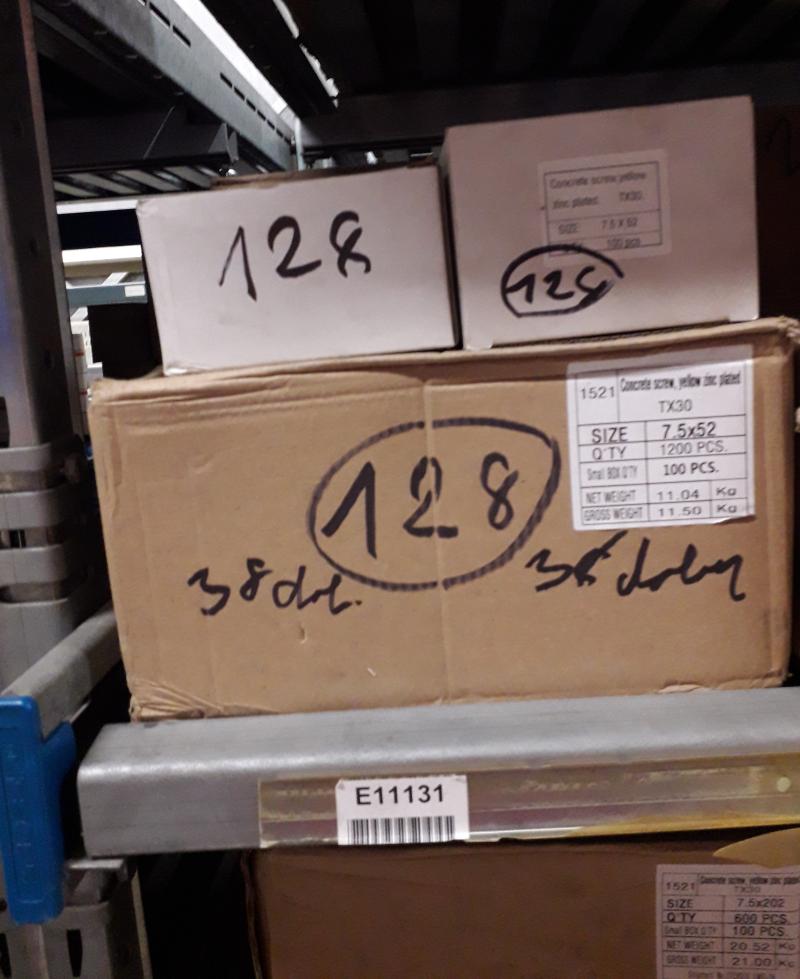 128
Concrete screw yellow
zinc plated TX30
SIZE 7.5 X 52
100 pcs
128
1521 Concrete screw, yellow zinc plated
TX30
SIZE 7.5x52
Q'TY 1200 PCS.
Small BOX Q'TY 100 PCS.
NET WEIGHT 11.04 KG
GROSS WEIGHT 11.50 KG
128
38
E11131
1521 Concrete screw, yellow zinc plated
TX30
SIZE 7.5x202
Q'TY 600 PCS.
Small BOX Q'TY 100 PCS.
NET WEIGHT 20.52 KG
GROSS WEIGHT 21.00 KG